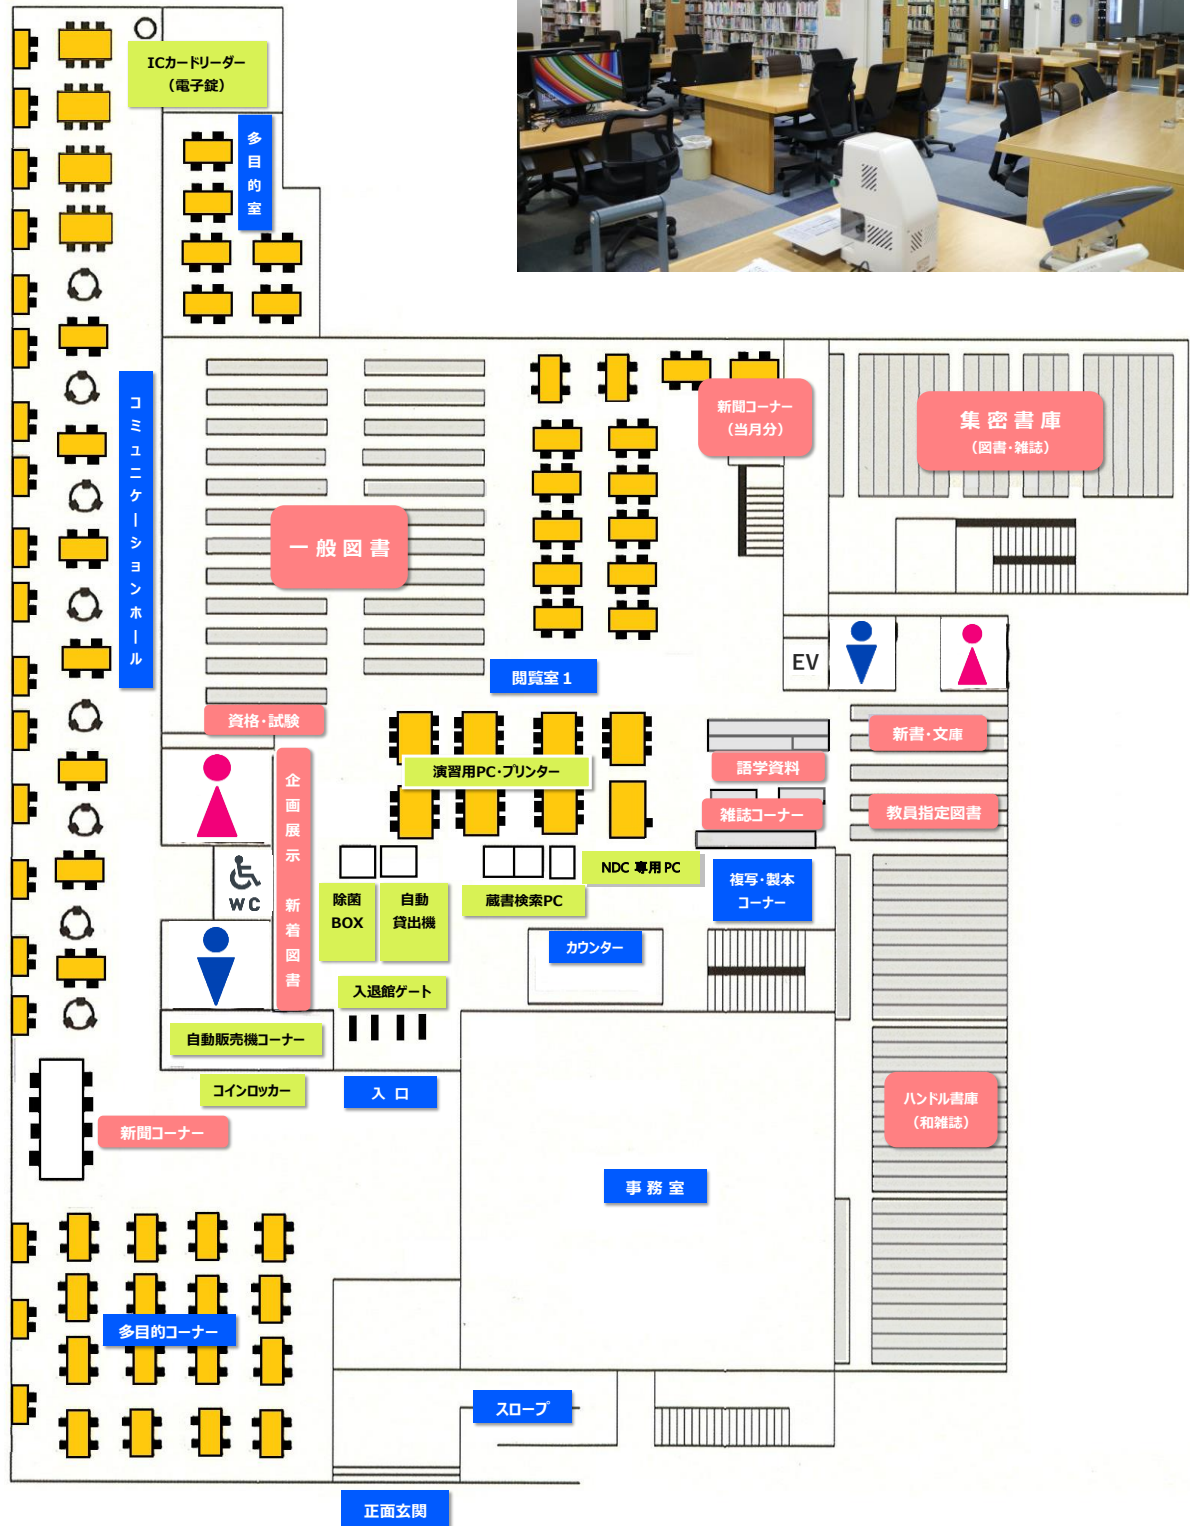 ICカードリーダー
（電子錠）
多目的室
コミュニケーションホール
新聞コーナー
（当月分）
集密書庫
（図書・雑誌）
一般図書
閲覧室１
EV
資格・試験
企画展示　新着図書
演習用PC・プリンター
語学資料
雑誌コーナー
新書・文庫
教員指定図書
NDC 専用PC
複写・製本
コーナー
WC
除菌
BOX
自動
貸出機
蔵書検索PC
カウンター
入退館ゲート
自動販売機コーナー
コインロッカー
入 口
新聞コーナー
ハンドル書庫
（和雑誌）
事務室
多目的コーナー
スロープ
正面玄関